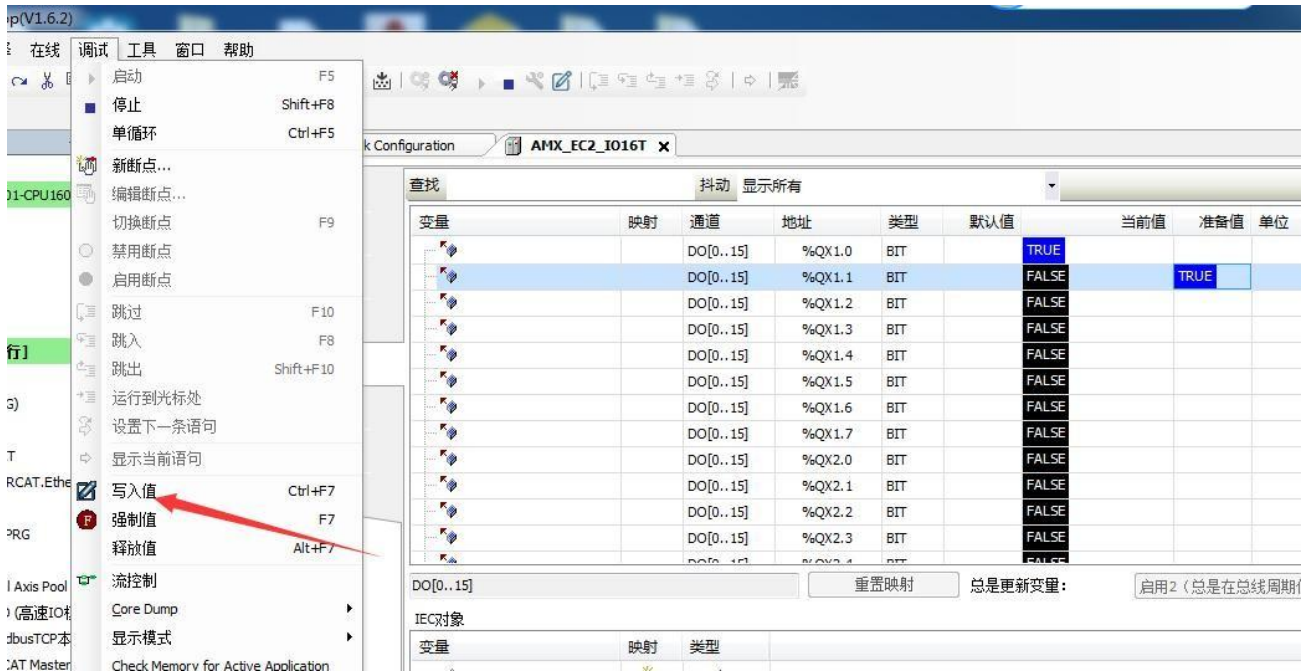 op(V1.6.2)
在线 调试 工具 窗口 帮助
启动 F5
停止 Shift+F8
单循环 Ctrl+F5
新断点...
编辑断点...
切换断点 F9
禁用断点
启用断点
跳过 F10
跳入 F8
跳出 Shift+F10
运行到光标处
设置下一条语句
显示当前语句
写入值 Ctrl+F7
强制值 F7
释放值 Alt+F7
流控制
Core Dump
显示模式
Check Memory for Active Application
01-CPU160
行]
G)
T
RCAT.Ethe
PRG
l Axis Pool
(高速IO
dbusTCP本
CAT Master
k Configuration AMX_EC2_IO16T
查找 抖动 显示所有
变量 映射 通道 地址 类型 默认值 当前值 准备值 单位
DO[0..15] %QX1.0 BIT TRUE
DO[0..15] %QX1.1 BIT FALSE TRUE
DO[0..15] %QX1.2 BIT FALSE
DO[0..15] %QX1.3 BIT FALSE
DO[0..15] %QX1.4 BIT FALSE
DO[0..15] %QX1.5 BIT FALSE
DO[0..15] %QX1.6 BIT FALSE
DO[0..15] %QX1.7 BIT FALSE
DO[0..15] %QX2.0 BIT FALSE
DO[0..15] %QX2.1 BIT FALSE
DO[0..15] %QX2.2 BIT FALSE
DO[0..15] %QX2.3 BIT FALSE
DO[0..15] %QX2.4 BIT FALSE
DO[0..15] 重置映射 总是更新变量: 启用2（总是在总线周期
IEC对象
变量 映射 类型